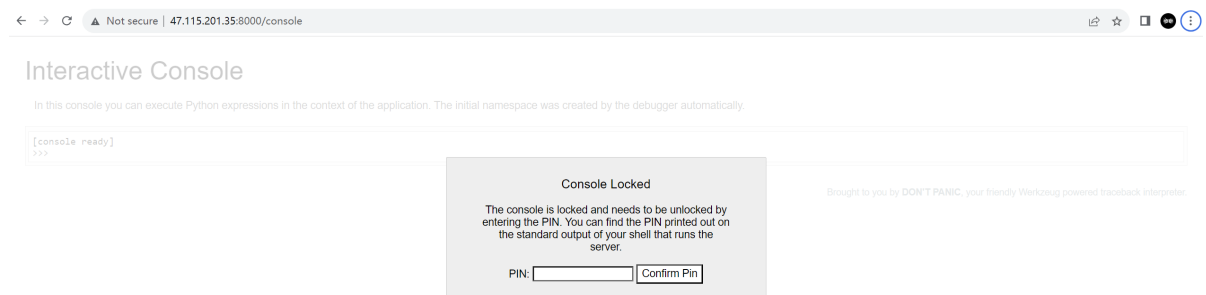 Not secure | 47.115.201.35:8000/console
Interactive Console
In this console you can execute Python expressions in the context of the application. The initial namespace was created by the debugger automatically.
[console ready]
>>>
Console Locked
The console is locked and needs to be unlocked by
entering the PIN. You can find the PIN printed out on
the standard output of your shell that runs the
server.
PIN: Confirm Pin
Brought to you by DON'T PANIC, your friendly Werkzeug powered traceback interpreter